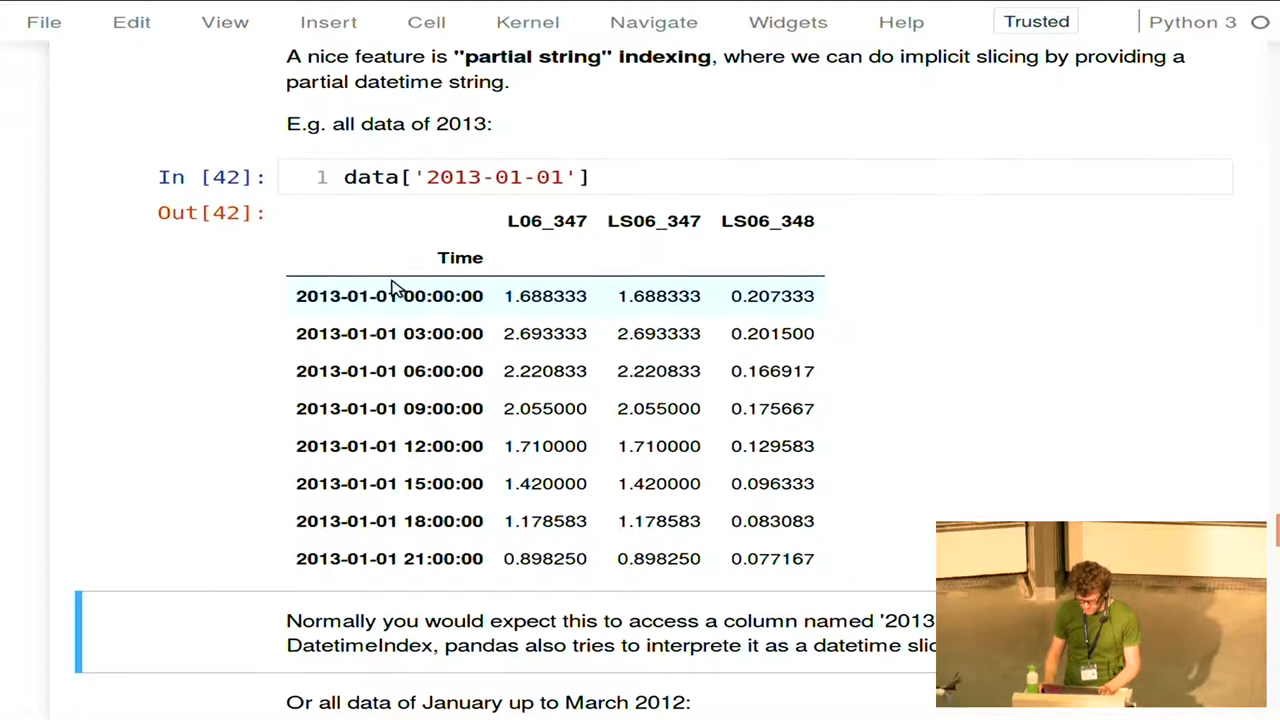 File Edit View Insert Cell Kernel Navigate Widgets Help Trusted Python 3
A nice feature is "partial string" indexing, where we can do implicit slicing by providing a
partial datetime string.
E.g. all data of 2013:
In [42]: 1 data['2013-01-01']
Out[42]:
L06_347 LS06_347 LS06_348
Time
2013-01-01 00:00:00 1.688333 1.688333 0.207333
2013-01-01 03:00:00 2.693333 2.693333 0.201500
2013-01-01 06:00:00 2.220833 2.220833 0.166917
2013-01-01 09:00:00 2.055000 2.055000 0.175667
2013-01-01 12:00:00 1.710000 1.710000 0.129583
2013-01-01 15:00:00 1.420000 1.420000 0.096333
2013-01-01 18:00:00 1.178583 1.178583 0.083083
2013-01-01 21:00:00 0.898250 0.898250 0.077167
Normally you would expect this to access a column named '2013
DatetimeIndex, pandas also tries to interpret it as a datetime slic
Or all data of January up to March 2012: